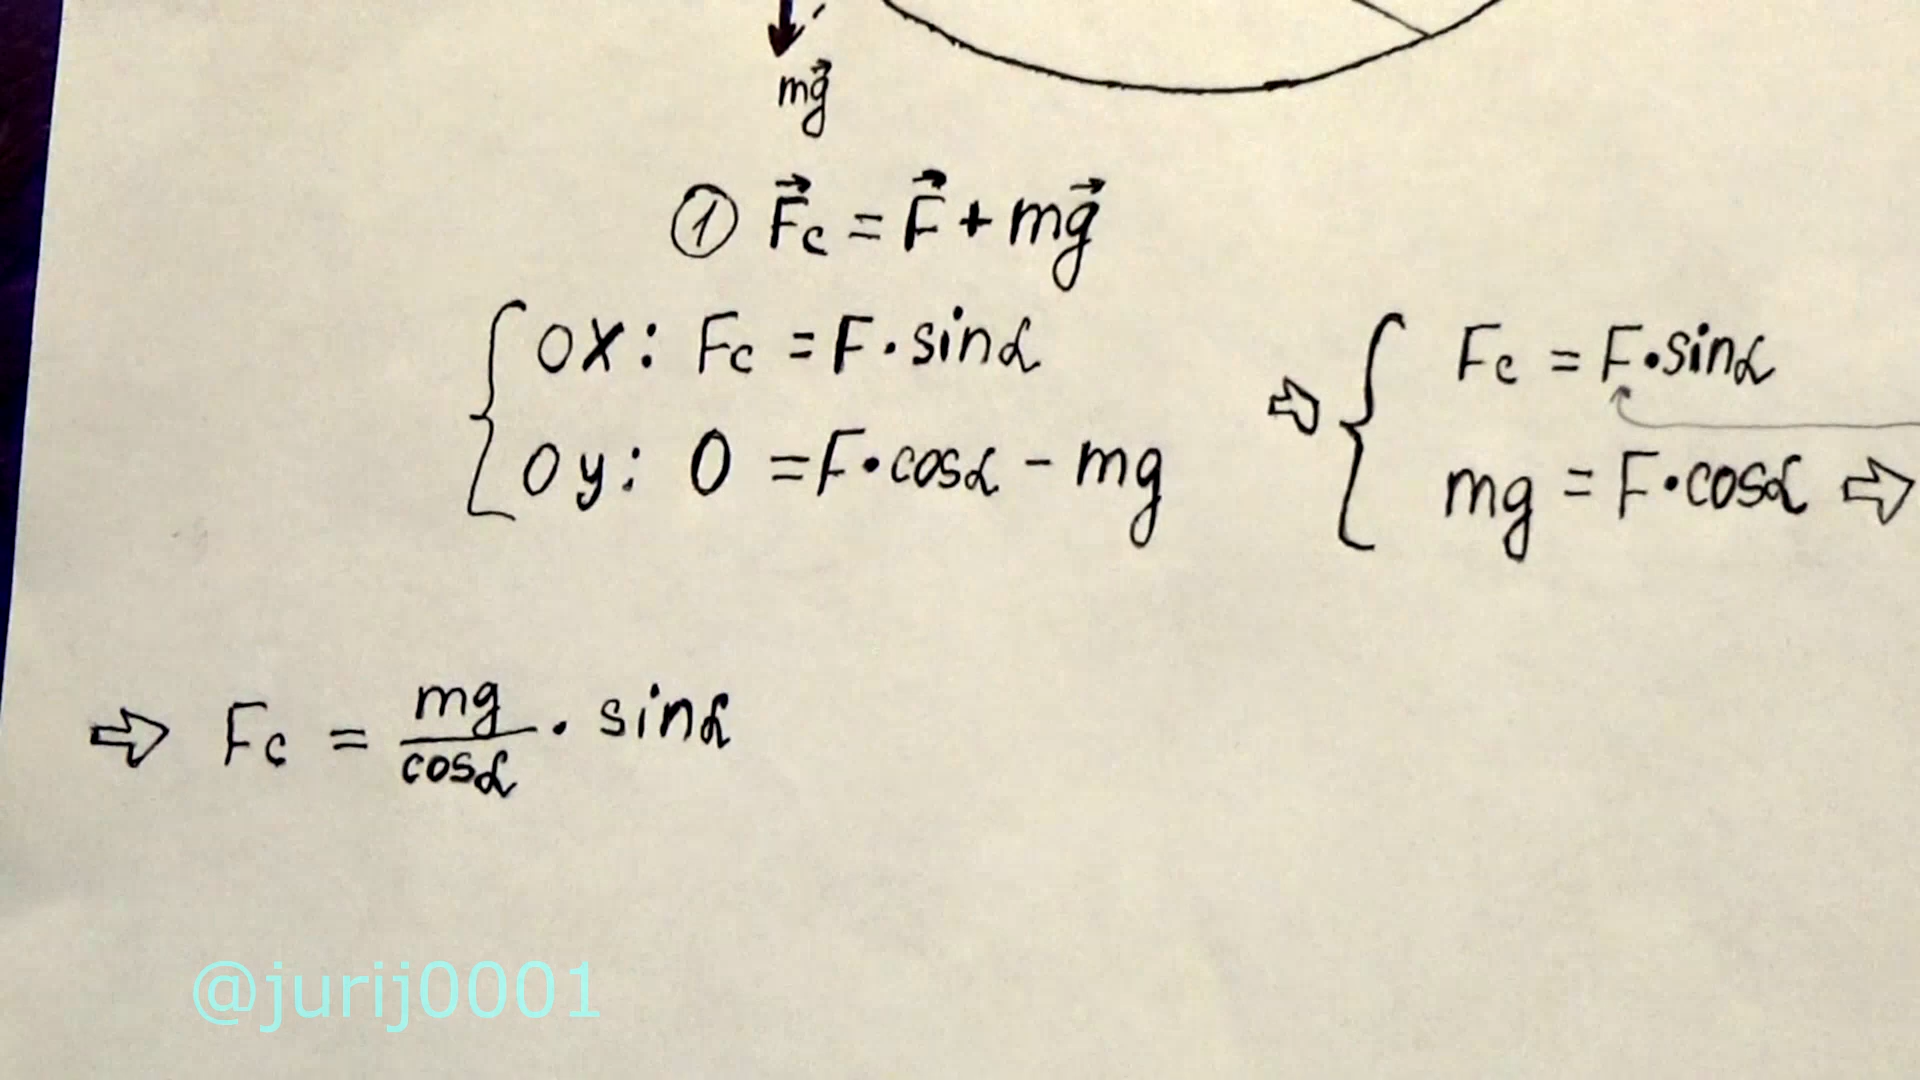 mg⃗
① F⃗c = F⃗ + mg⃗
{ OX: Fc = F · sinα
Oy: 0 = F · cosα - mg
⇨ { Fc = F · sinα
mg = F · cosα ⇨
⇨ Fc = mg/cosα · sinα
@jurij0001